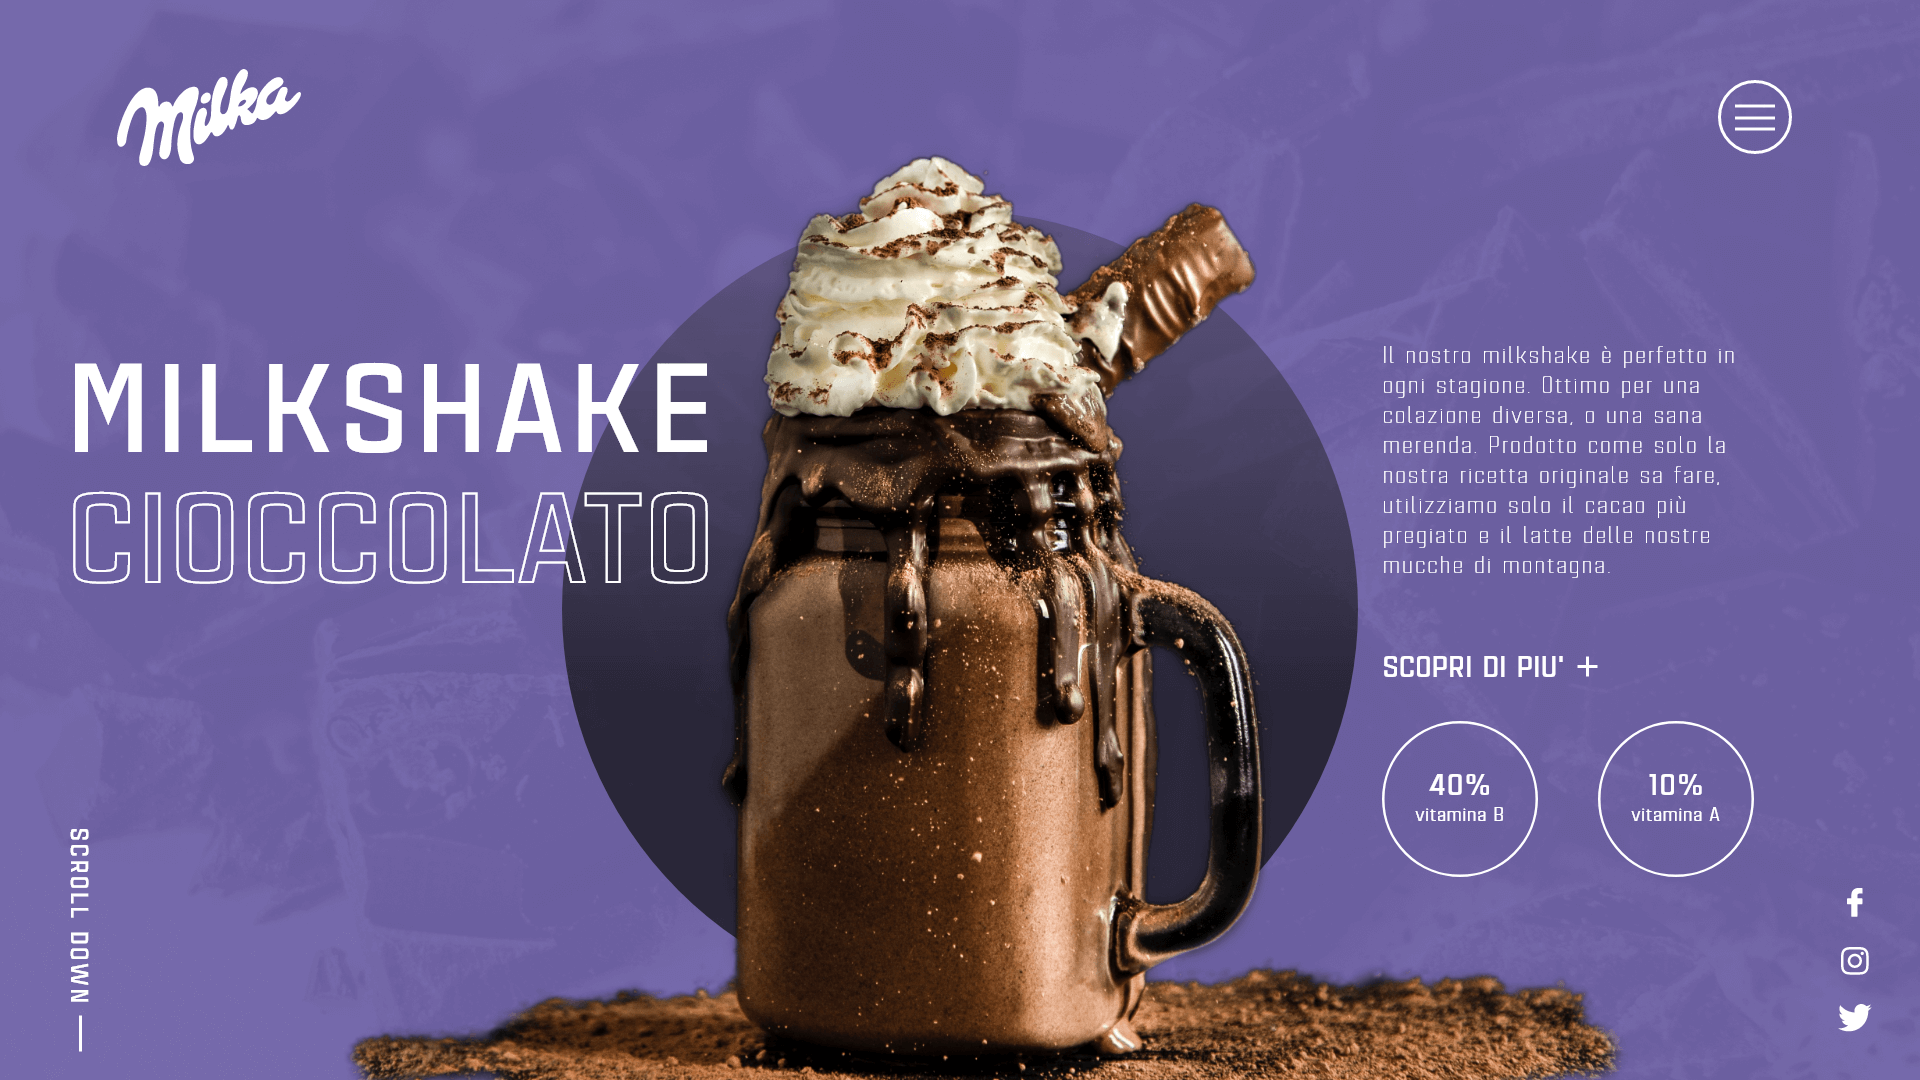 Milka
MILKSHAKE
CIOCCOLATO
Il nostro milkshake è perfetto in
ogni stagione. Ottimo per una
colazione diversa, o una sana
merenda. Prodotto come solo la
nostra ricetta originale sa fare,
utilizziamo solo il cacao più
pregiato e il latte delle nostre
mucche di montagna.
SCOPRI DI PIU' +
40%
vitamina B
10%
vitamina A
SCROLL DOWN